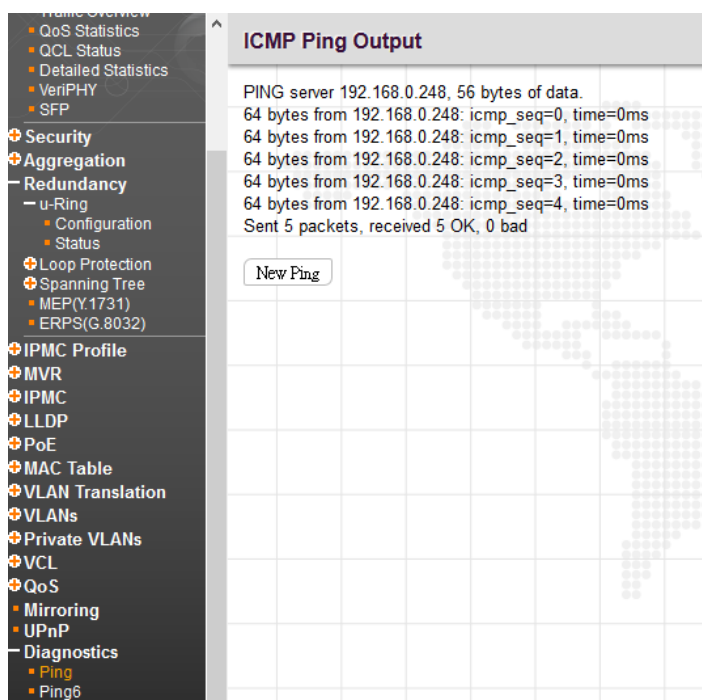 Traffic Overview
QoS Statistics
QCL Status
Detailed Statistics
VeriPHY
SFP
Security
Aggregation
Redundancy
u-Ring
Configuration
Status
Loop Protection
Spanning Tree
MEP(Y.1731)
ERPS(G.8032)
IPMC Profile
MVR
IPMC
LLDP
PoE
MAC Table
VLAN Translation
VLANs
Private VLANs
VCL
QoS
Mirroring
UPnP
Diagnostics
Ping
Ping6
ICMP Ping Output
PING server 192.168.0.248, 56 bytes of data.
64 bytes from 192.168.0.248: icmp_seq=0, time=0ms
64 bytes from 192.168.0.248: icmp_seq=1, time=0ms
64 bytes from 192.168.0.248: icmp_seq=2, time=0ms
64 bytes from 192.168.0.248: icmp_seq=3, time=0ms
64 bytes from 192.168.0.248: icmp_seq=4, time=0ms
Sent 5 packets, received 5 OK, 0 bad
New Ping